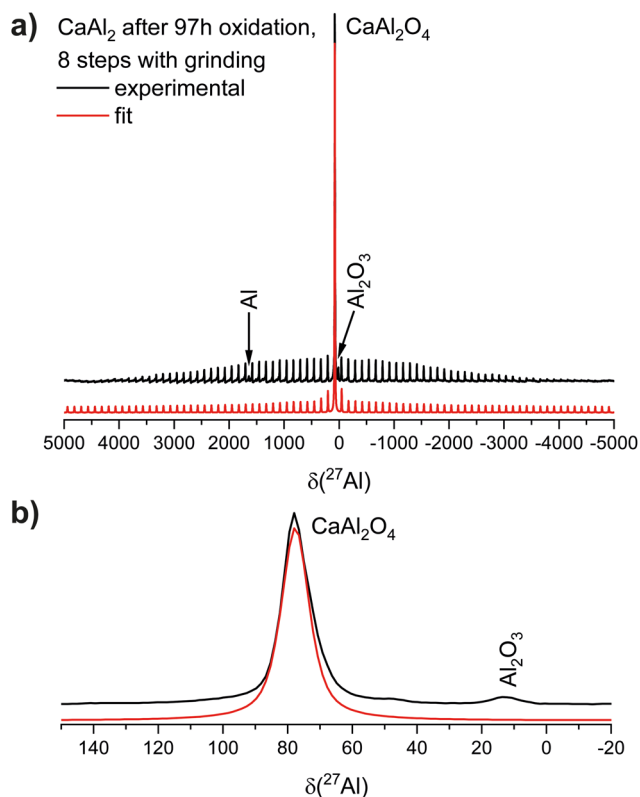 a) CaAl₂ after 97h oxidation,
8 steps with grinding
experimental
fit
CaAl₂O₄
Al
Al₂O₃
5000 4000 3000 2000 1000 0 -1000 -2000 -3000 -4000 -5000
δ(²⁷Al)
b)
CaAl₂O₄
Al₂O₃
140 120 100 80 60 40 20 0 -20
δ(²⁷Al)